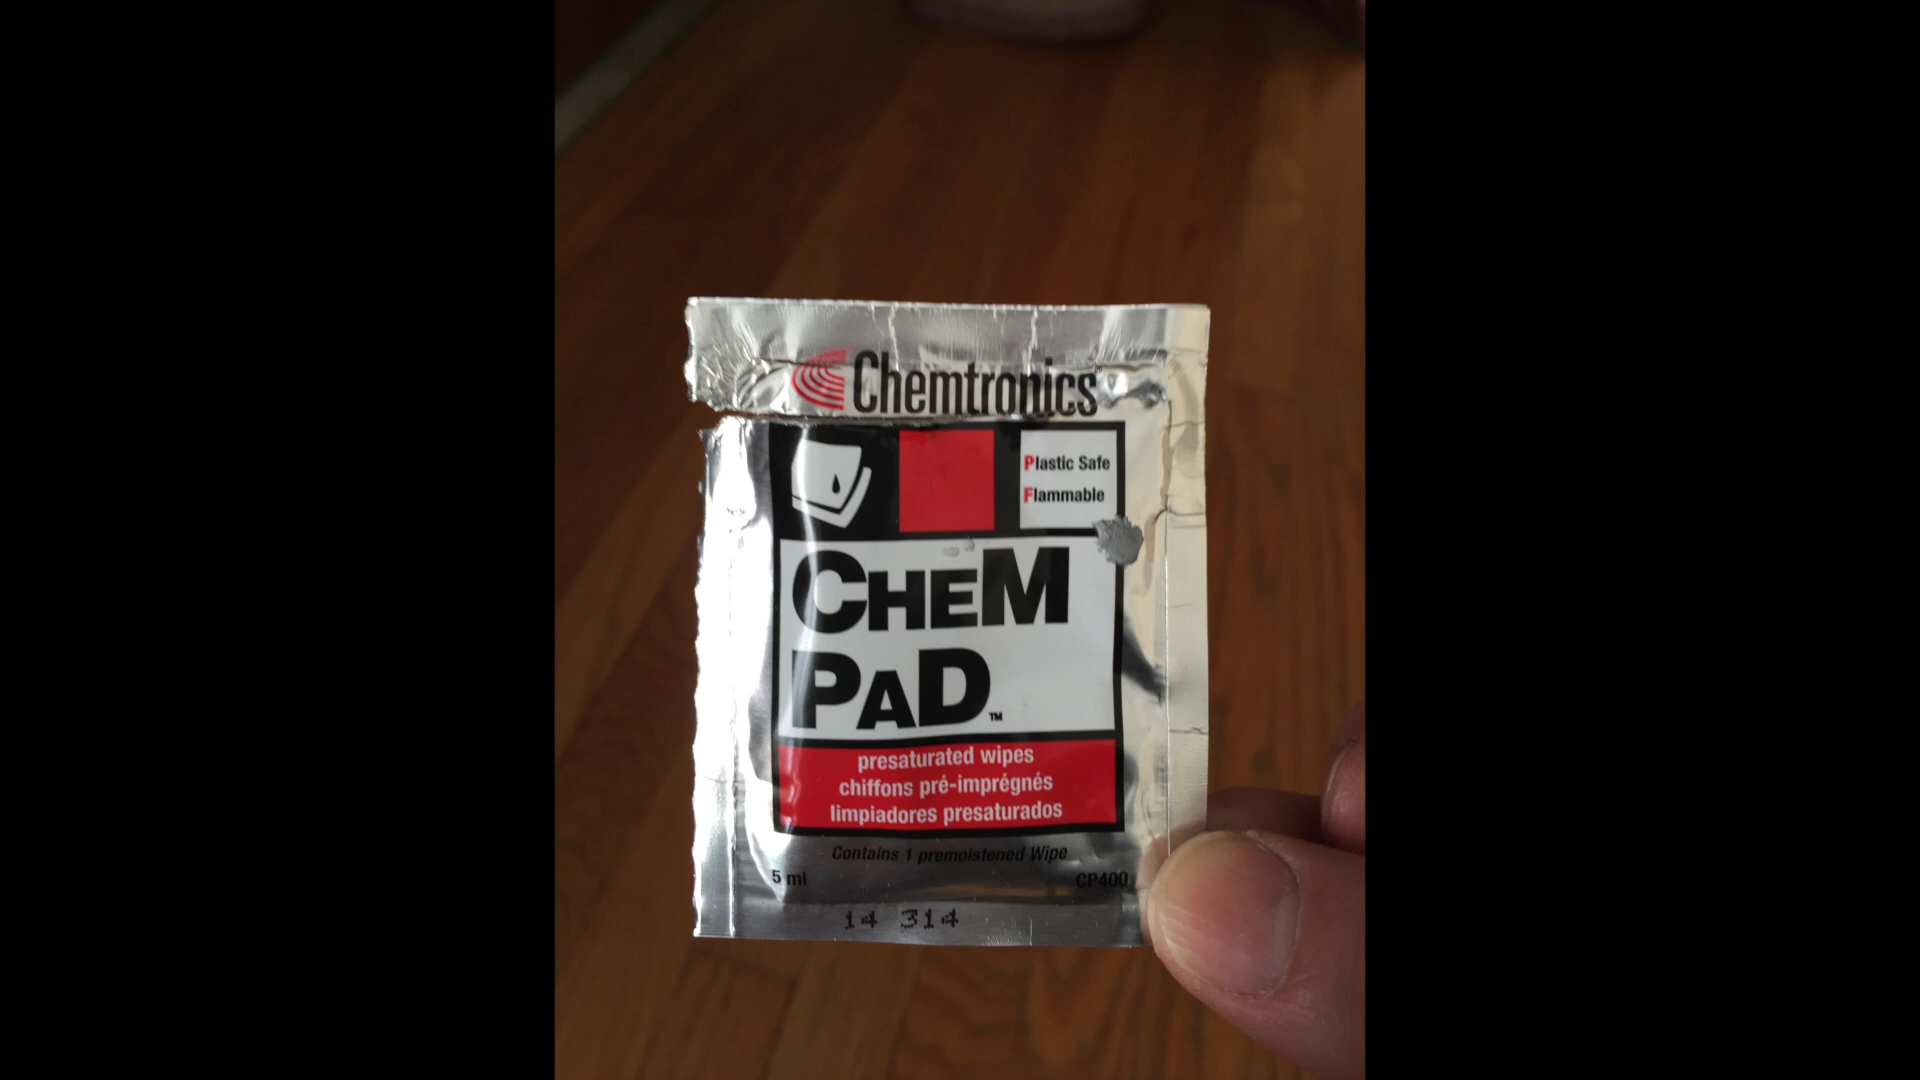 Chemtronics
Plastic Safe
Flammable
CHEM
PAD™
presaturated wipes
chiffons pré-imprégnés
limpiadores presaturados
Contains 1 premoistened Wipe
5 ml CP400
14 314